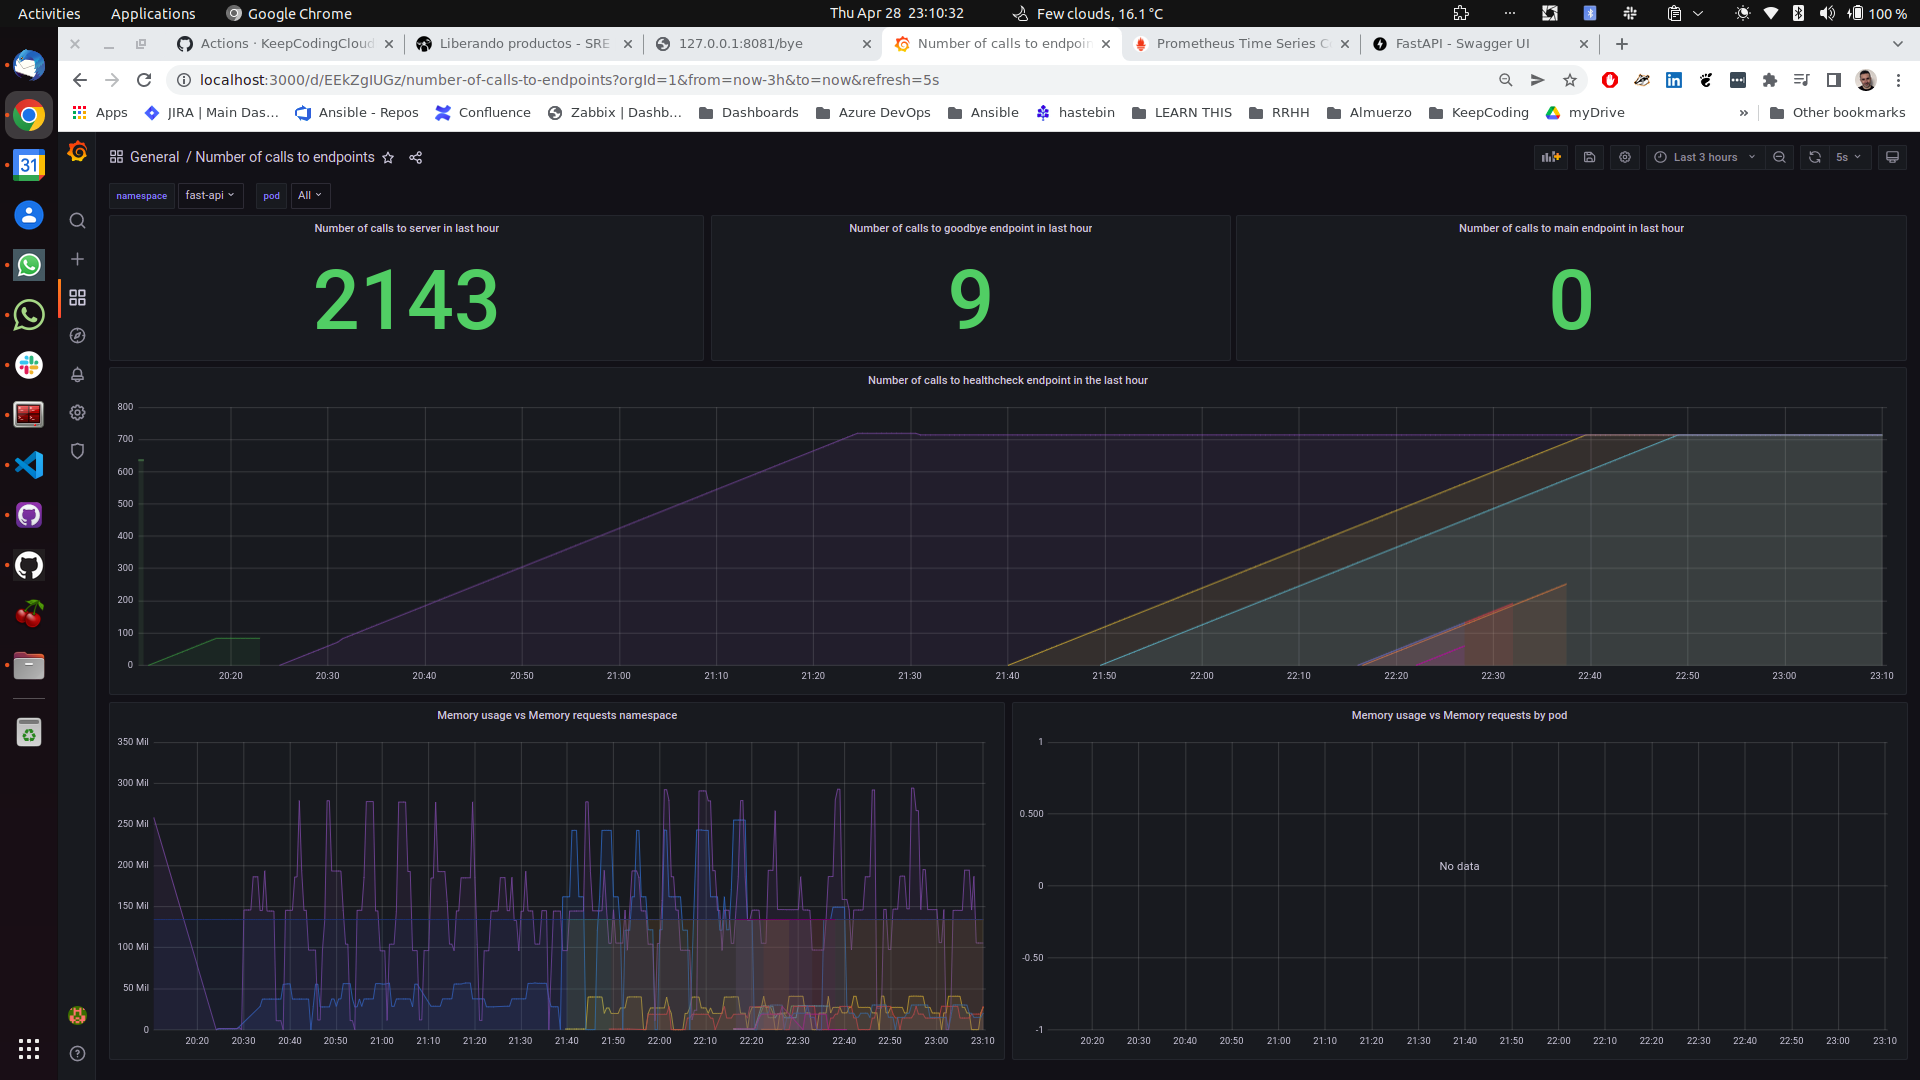 Activities Applications Google Chrome Thu Apr 28 23:10:32 Few clouds, 16.1 °C 100 %
Actions · KeepCodingCloud Liberando productos - SRE 127.0.0.1:8081/bye Number of calls to endpoin Prometheus Time Series C FastAPI - Swagger UI
localhost:3000/d/EEkZgIUGz/number-of-calls-to-endpoints?orgId=1&from=now-3h&to=now&refresh=5s
Apps JIRA | Main Das... Ansible - Repos Confluence Zabbix | Dashb... Dashboards Azure DevOps Ansible hastebin LEARN THIS RRHH Almuerzo KeepCoding myDrive » Other bookmarks
General / Number of calls to endpoints Last 3 hours 5s
namespace fast-api pod All
Number of calls to server in last hour
2143
Number of calls to goodbye endpoint in last hour
9
Number of calls to main endpoint in last hour
0
Number of calls to healthcheck endpoint in the last hour
800
700
600
500
400
300
200
100
0
20:20 20:30 20:40 20:50 21:00 21:10 21:20 21:30 21:40 21:50 22:00 22:10 22:20 22:30 22:40 22:50 23:00 23:10
Memory usage vs Memory requests namespace
350 Mil
300 Mil
250 Mil
200 Mil
150 Mil
100 Mil
50 Mil
0
20:20 20:30 20:40 20:50 21:00 21:10 21:20 21:30 21:40 21:50 22:00 22:10 22:20 22:30 22:40 22:50 23:00 23:10
Memory usage vs Memory requests by pod
1
0.500
No data
0
-0.50
-1
20:20 20:30 20:40 20:50 21:00 21:10 21:20 21:30 21:40 21:50 22:00 22:10 22:20 22:30 22:40 22:50 23:00 23:10
31